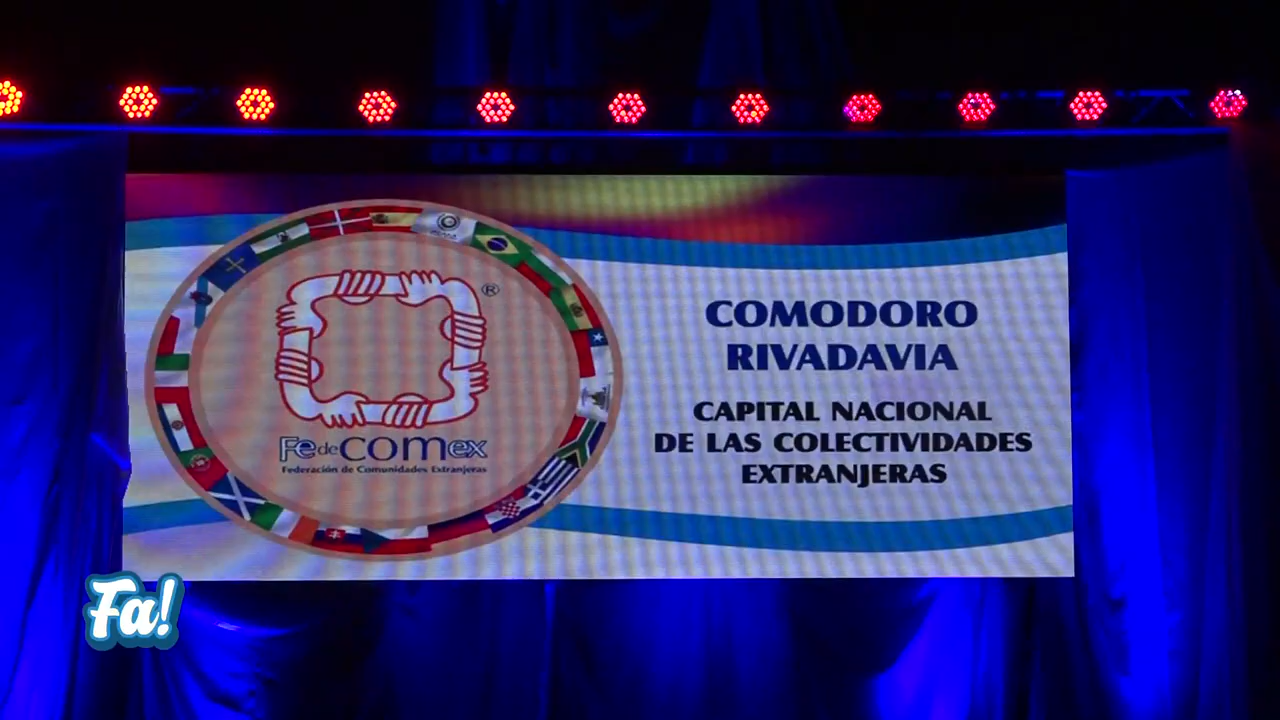 ®
FedeCOMex
Federación de Comunidades Extranjeras
COMODORO
RIVADAVIA
CAPITAL NACIONAL
DE LAS COLECTIVIDADES
EXTRANJERAS
Fa!